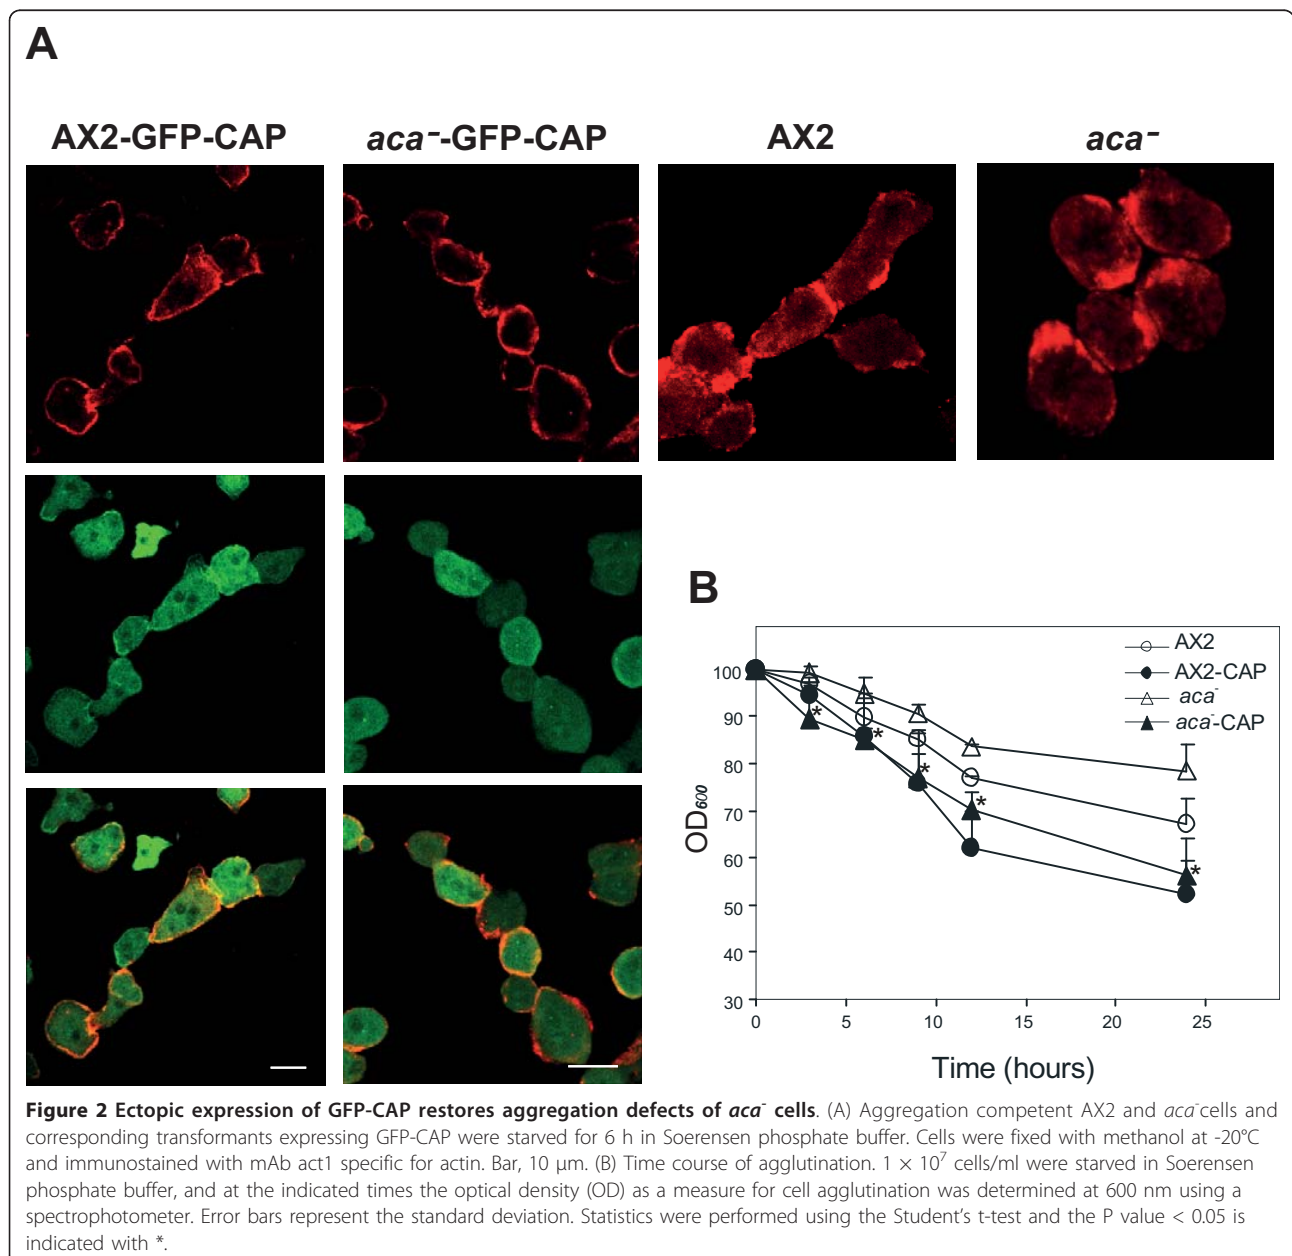 A
AX2-GFP-CAP
aca⁻-GFP-CAP
AX2
aca⁻
B
AX2
AX2-CAP
aca⁻
aca⁻-CAP
100
90
80
70
60
50
40
30
OD600
*
*
*
*
*
0
5
10
15
20
25
Time (hours)
Figure 2 Ectopic expression of GFP-CAP restores aggregation defects of aca⁻ cells. (A) Aggregation competent AX2 and aca⁻cells and
corresponding transformants expressing GFP-CAP were starved for 6 h in Soerensen phosphate buffer. Cells were fixed with methanol at -20°C
and immunostained with mAb act1 specific for actin. Bar, 10 μm. (B) Time course of agglutination. 1 × 10⁷ cells/ml were starved in Soerensen
phosphate buffer, and at the indicated times the optical density (OD) as a measure for cell agglutination was determined at 600 nm using a
spectrophotometer. Error bars represent the standard deviation. Statistics were performed using the Student's t-test and the P value < 0.05 is
indicated with *.